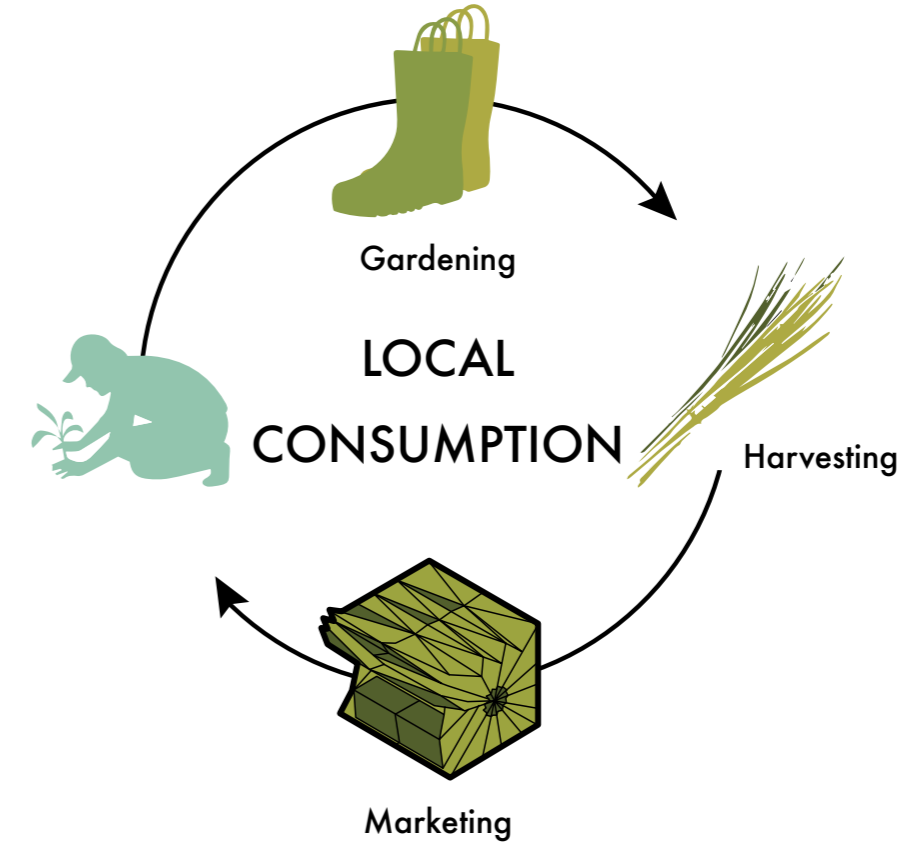 Gardening
LOCAL
CONSUMPTION
Harvesting
Marketing